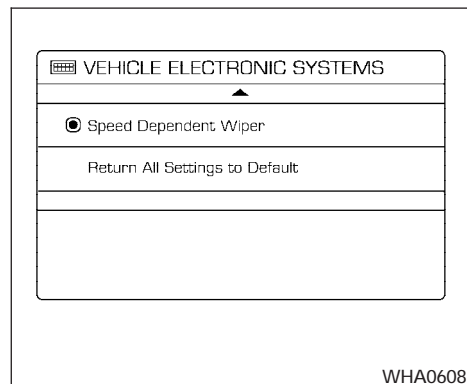 VEHICLE ELECTRONIC SYSTEMS
Speed Dependent Wiper
Return All Settings to Default
WHA0608